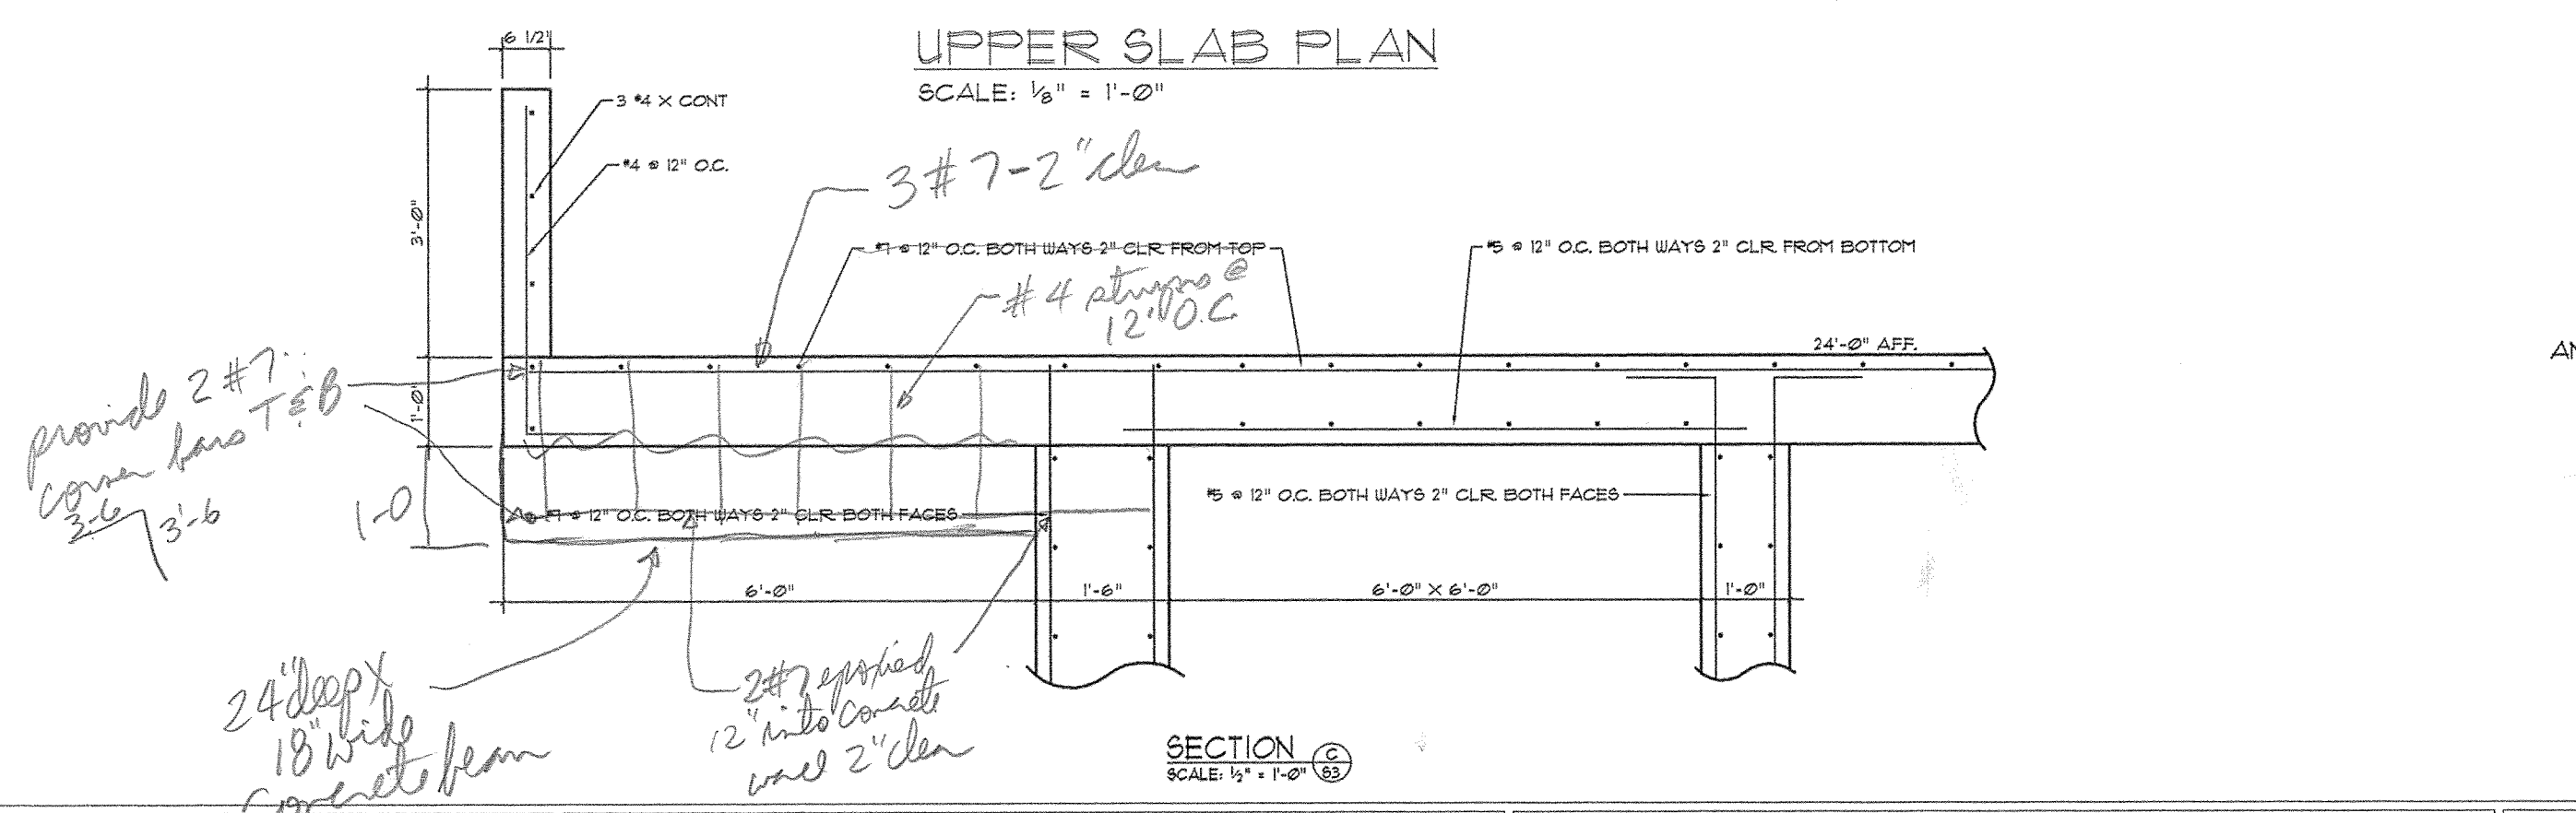 UPPER SLAB PLAN
SCALE: 1/8" = 1'-0"
6 1/2"
3 #4 X CONT
#4 @ 12" O.C.
3'-0"
3 #7-2" clear
#7 @ 12" O.C. BOTH WAYS 2" CLR FROM TOP
#5 @ 12" O.C. BOTH WAYS 2" CLR. FROM BOTTOM
#4 stirrups @
12" O.C
24'-0" AFF.
AN
provide 2 #7
corner bars T&B
3-6
3'-6
1'-0"
1-0
#7 @ 12" O.C. BOTH WAYS 2" CLR. BOTH FACES
#5 @ 12" O.C. BOTH WAYS 2" CLR. BOTH FACES
6'-0"
1'-6"
6'-0" X 6'-0"
1'-0"
24" deep X
18" wide
concrete beam
2#7 epoxied
12" into concrete
wall 2" clear
SECTION
C
S3
SCALE: 1/2" = 1'-0"